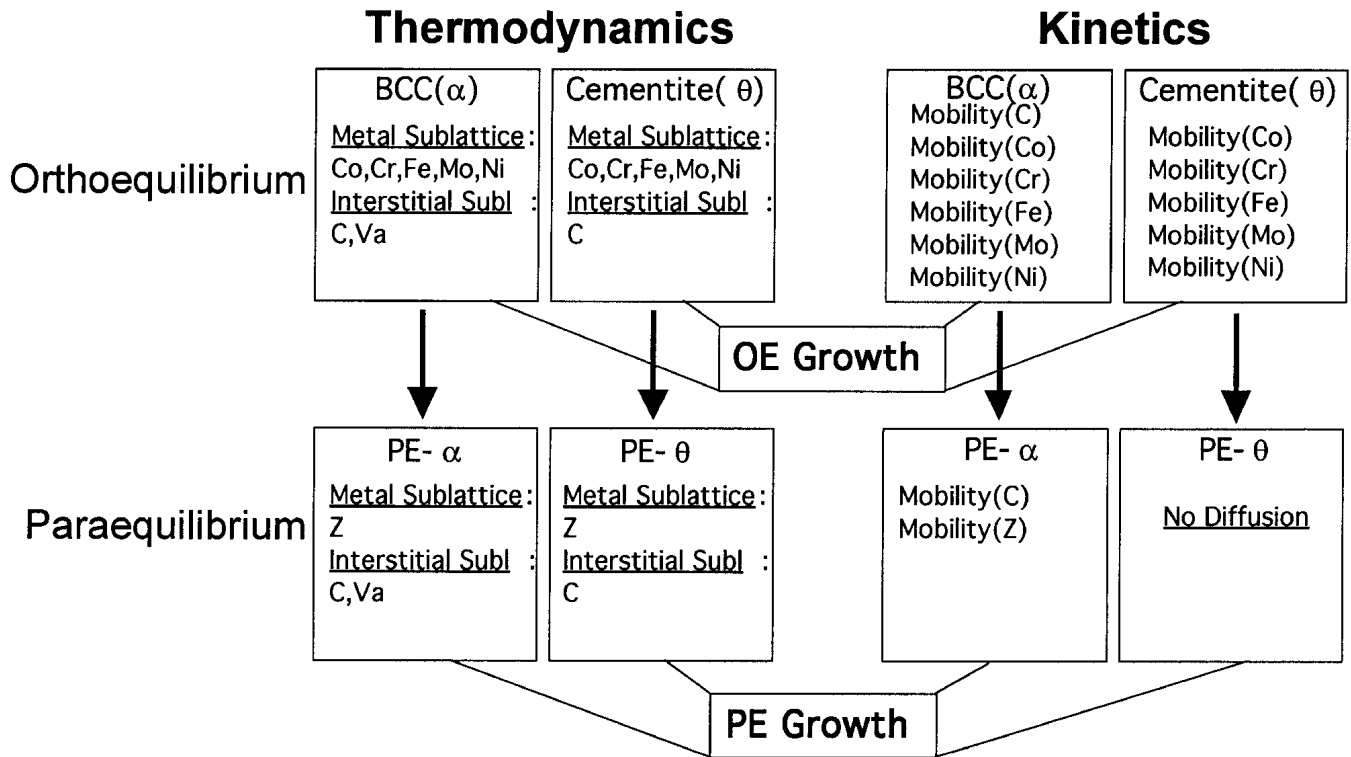 Thermodynamics
Kinetics
Orthoequilibrium
BCC(α)
Metal Sublattice:
Co,Cr,Fe,Mo,Ni
Interstitial Subl :
C,Va
Cementite( θ)
Metal Sublattice:
Co,Cr,Fe,Mo,Ni
Interstitial Subl :
C
BCC(α)
Mobility(C)
Mobility(Co)
Mobility(Cr)
Mobility(Fe)
Mobility(Mo)
Mobility(Ni)
Cementite( θ)
Mobility(Co)
Mobility(Cr)
Mobility(Fe)
Mobility(Mo)
Mobility(Ni)
OE Growth
Paraequilibrium
PE- α
Metal Sublattice:
Z
Interstitial Subl :
C,Va
PE- θ
Metal Sublattice:
Z
Interstitial Subl :
C
PE- α
Mobility(C)
Mobility(Z)
PE- θ
No Diffusion
PE Growth